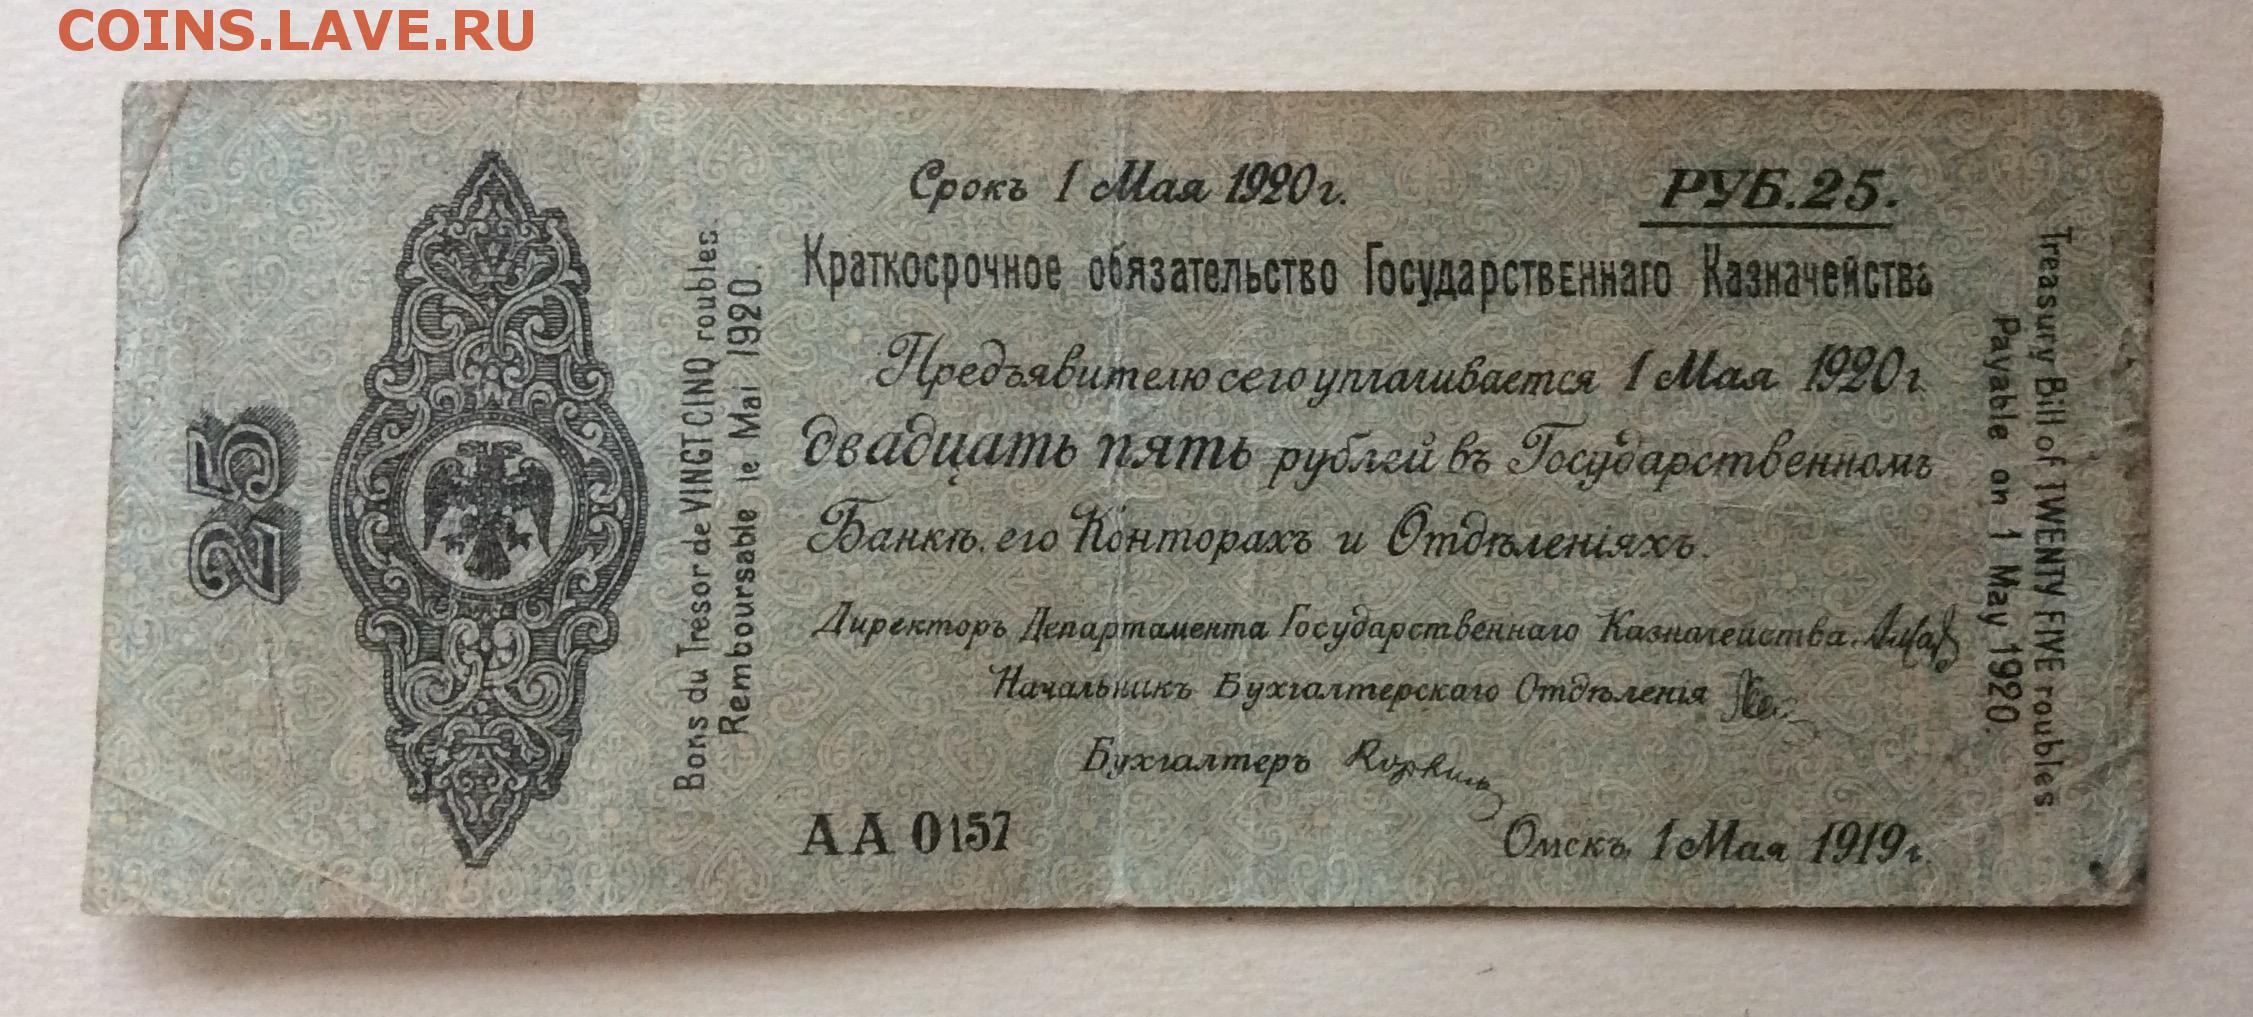 COINS.LAVE.RU
25
Bons du Trésor de VINGT CINQ roubles.
Remboursable le Mai 1920.
Срокъ 1 Мая 1920 г.
РУБ.25.
Краткосрочное обязательство Государственнаго Казначейства
Предъявителю сего уплачивается 1 Мая 1920 г.
двадцать пять рублей въ Государственномъ
Банкѣ, его Конторахъ и Отдѣленіяхъ.
Директоръ Департамента Государственнаго Казначейства
Начальникъ Бухгалтерскаго Отдѣленія
Бухгалтеръ
АА 0157
Омскъ, 1 Мая 1919 г.
Treasury Bill of TWENTY FIVE roubles.
Payable on 1 May 1920.